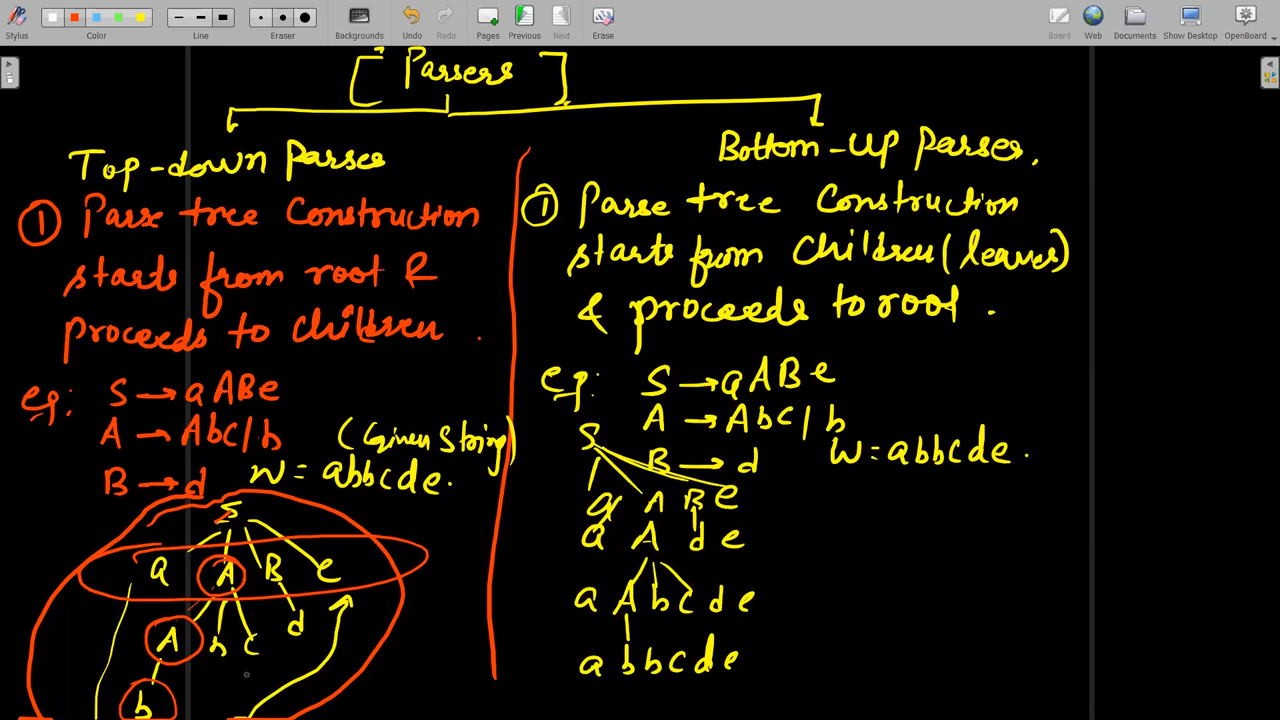 Stylus Color Line Eraser Backgrounds Undo Redo Pages Previous Next Erase Board Web Documents Show Desktop OpenBoard
[ Parsers ]
Top-down Parser
① Parse tree Construction
starts from root &
proceeds to children.
eg: S → aABe
A → Abc/b
(Given String)
B → d
W = abbcde.
S
a A B e
A b c d
b
Bottom-up Parser.
① Parse tree Construction
starts from children (leaves)
& proceeds to root.
eg: S → aABe
A → Abc/b
B → d
W = abbcde.
S
a A B e
a A d e
a A b c d e
a b b c d e